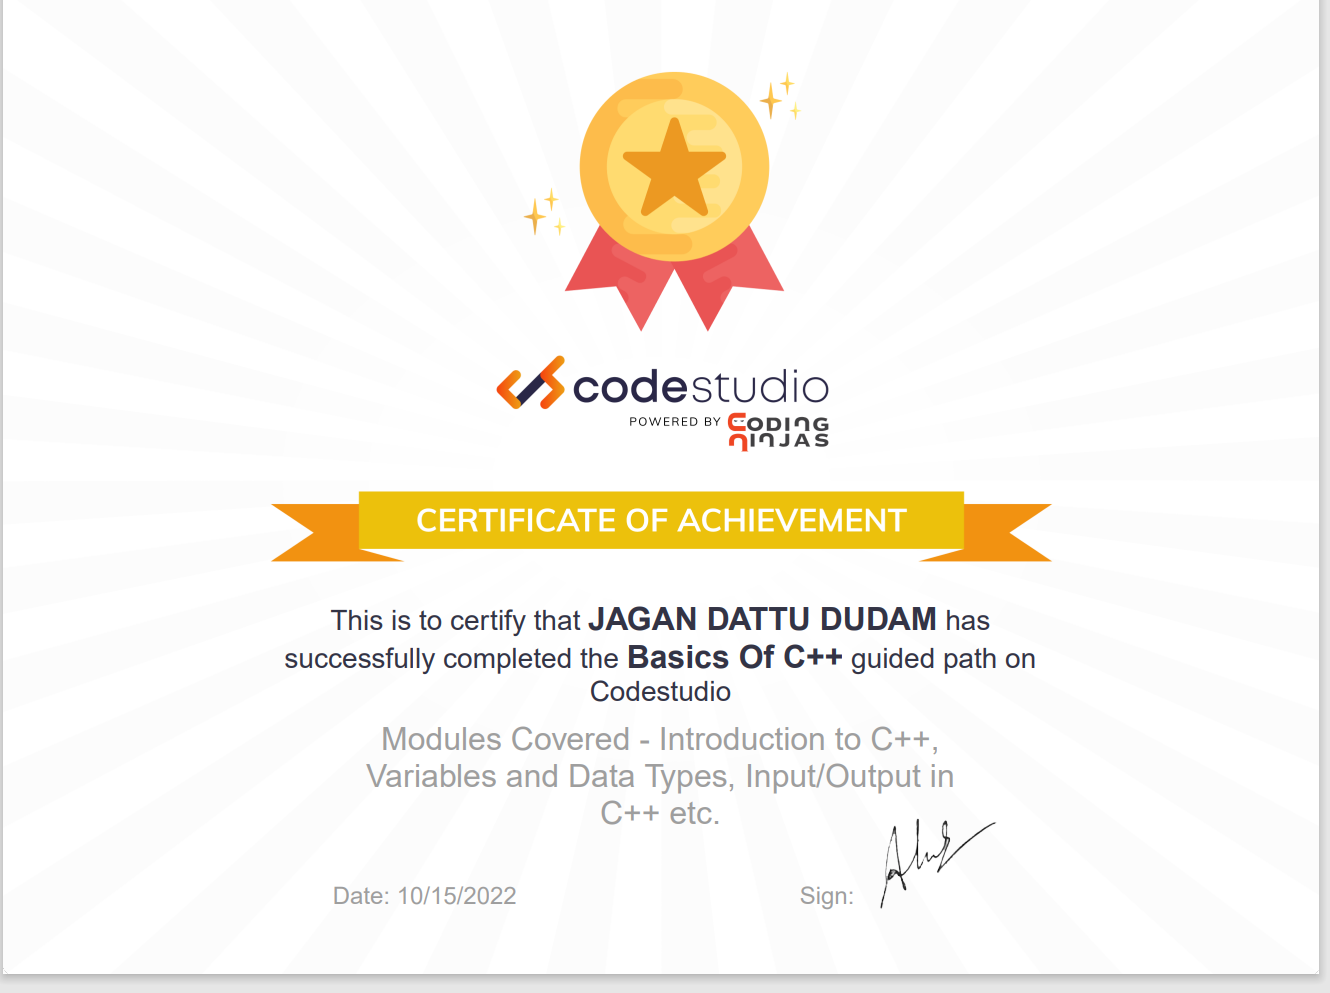 codestudio
POWERED BY CODING NINJAS
CERTIFICATE OF ACHIEVEMENT
This is to certify that JAGAN DATTU DUDAM has
successfully completed the Basics Of C++ guided path on
Codestudio
Modules Covered - Introduction to C++,
Variables and Data Types, Input/Output in
C++ etc.
Date: 10/15/2022
Sign: